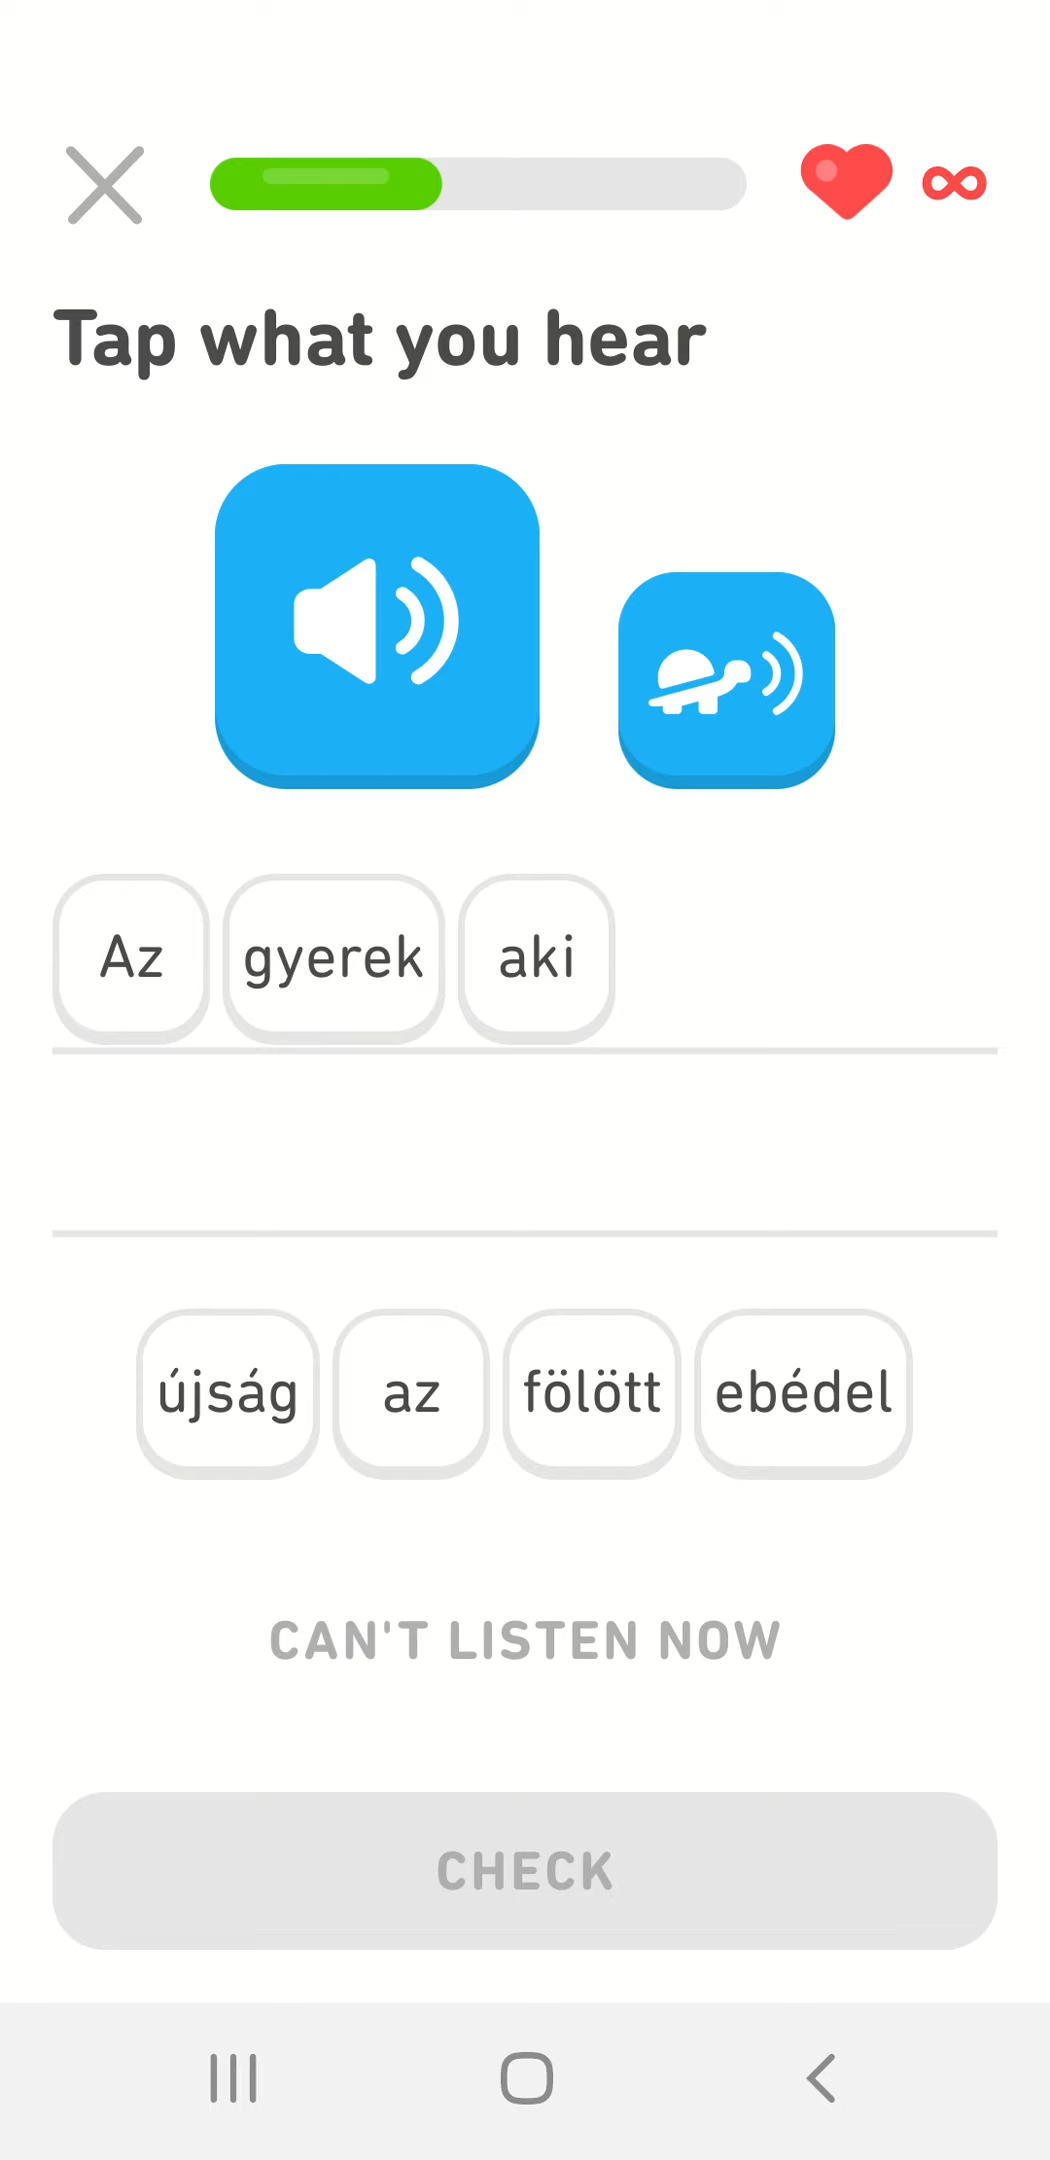 Tap what you hear
Az gyerek aki
újság az fölött ebédel
CAN'T LISTEN NOW
CHECK